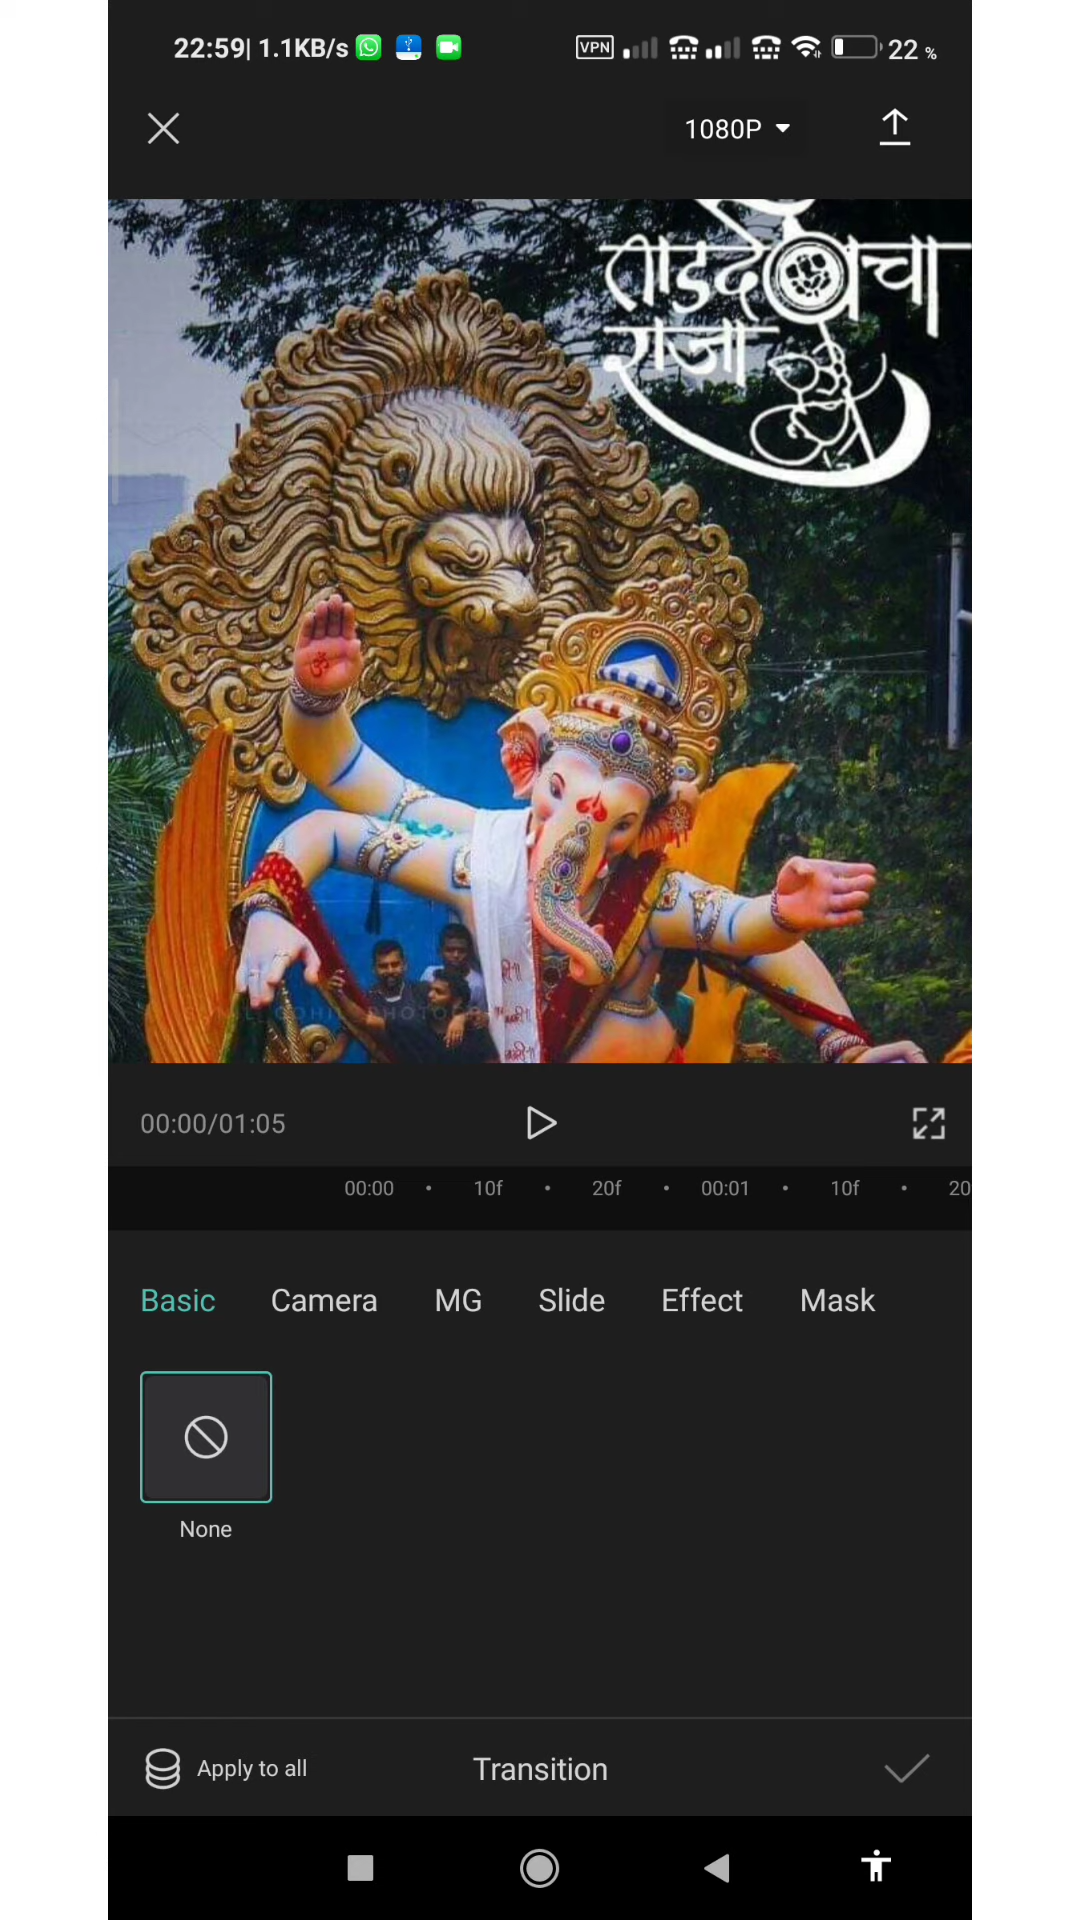 22:59| 1.1KB/s VPN 22 %
1080P
ताडदेवचा
राजा
00:00/01:05
00:00 10f 20f 00:01 10f 20
Basic Camera MG Slide Effect Mask
None
Apply to all Transition